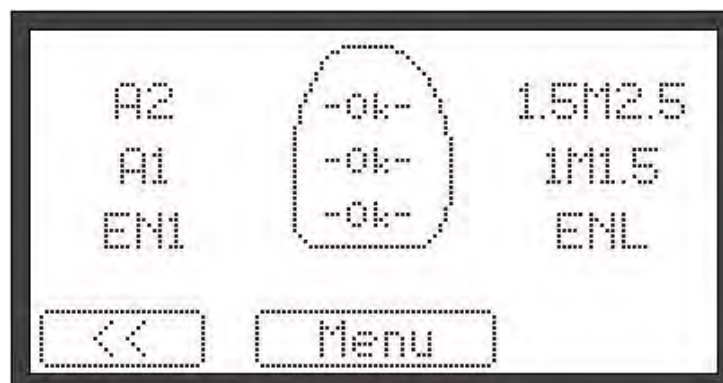 A2 -Ok- 1.5M2.5
A1 -Ok- 1M1.5
EN1 -Ok- ENL
<< Menu